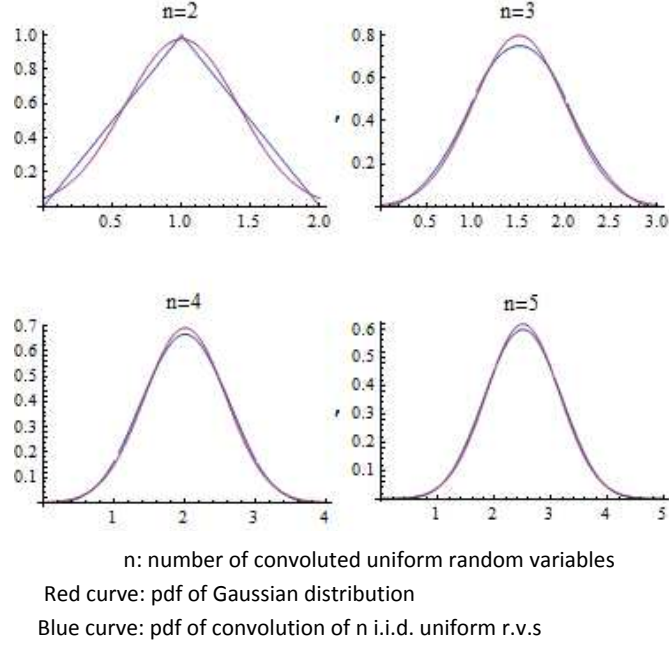 n=2
1.0
0.8
0.6
0.4
0.2
0.5 1.0 1.5 2.0
n=3
0.8
0.6
0.4
0.2
0.5 1.0 1.5 2.0 2.5 3.0
,
n=4
0.7
0.6
0.5
0.4
0.3
0.2
0.1
1 2 3 4
n=5
0.6
0.5
0.4
0.3
0.2
0.1
1 2 3 4 5
,
n: number of convoluted uniform random variables
Red curve: pdf of Gaussian distribution
Blue curve: pdf of convolution of n i.i.d. uniform r.v.s